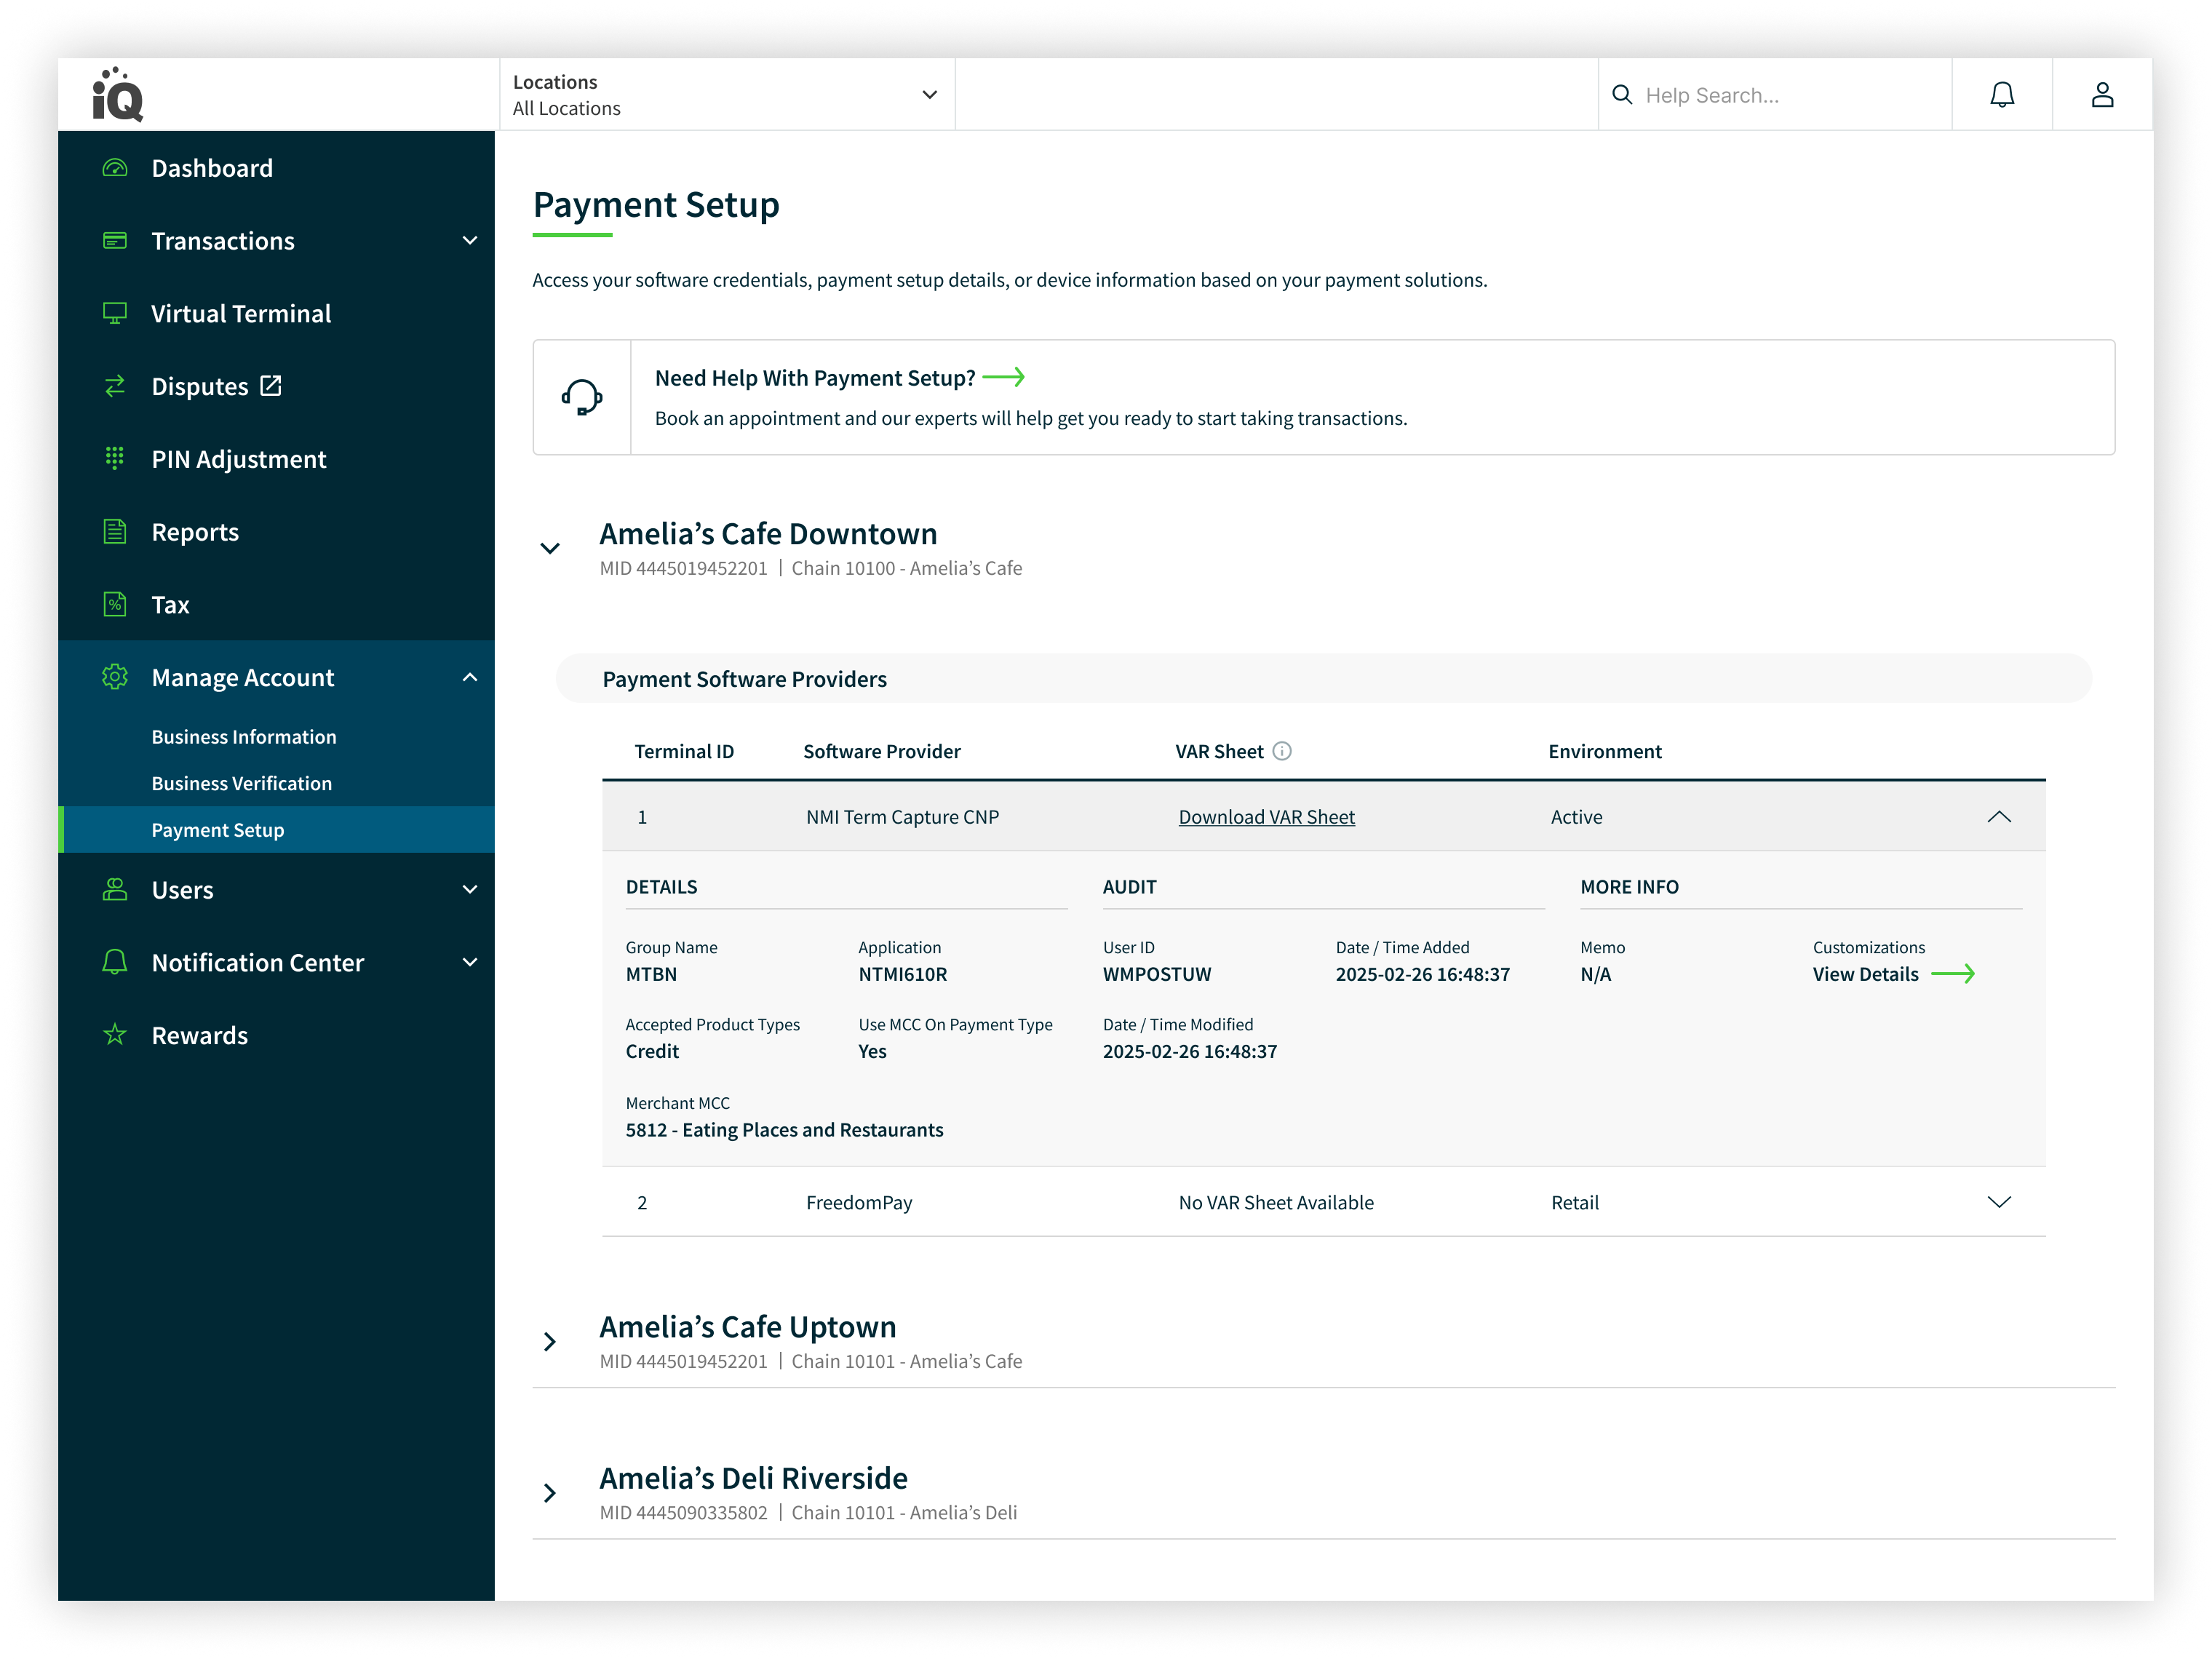 iQ
Locations
All Locations
Help Search...
Dashboard
Transactions
Virtual Terminal
Disputes
PIN Adjustment
Reports
Tax
Manage Account
Business Information
Business Verification
Payment Setup
Users
Notification Center
Rewards
Payment Setup
Access your software credentials, payment setup details, or device information based on your payment solutions.
Need Help With Payment Setup?
Book an appointment and our experts will help get you ready to start taking transactions.
Amelia’s Cafe Downtown
MID 4445019452201 | Chain 10100 - Amelia’s Cafe
Payment Software Providers
Terminal ID Software Provider VAR Sheet Environment
1 NMI Term Capture CNP Download VAR Sheet Active
DETAILS AUDIT MORE INFO
Group Name Application User ID Date / Time Added Memo Customizations
MTBN NTMI610R WMPOSTUW 2025-02-26 16:48:37 N/A View Details
Accepted Product Types Use MCC On Payment Type Date / Time Modified
Credit Yes 2025-02-26 16:48:37
Merchant MCC
5812 - Eating Places and Restaurants
2 FreedomPay No VAR Sheet Available Retail
Amelia’s Cafe Uptown
MID 4445019452201 | Chain 10101 - Amelia’s Cafe
Amelia’s Deli Riverside
MID 4445090335802 | Chain 10101 - Amelia’s Deli